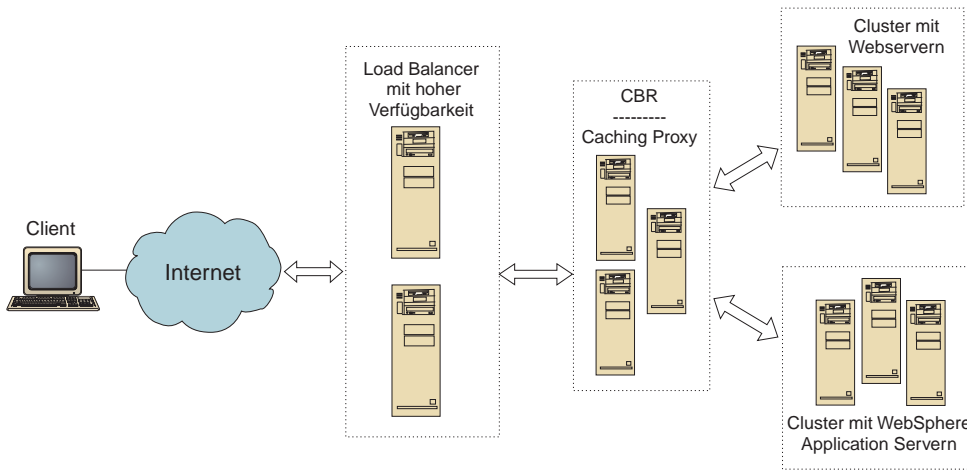 Client
Internet
Load Balancer
mit hoher
Verfügbarkeit
CBR
---------
Caching Proxy
Cluster mit
Webservern
Cluster mit WebSphere
Application Servern